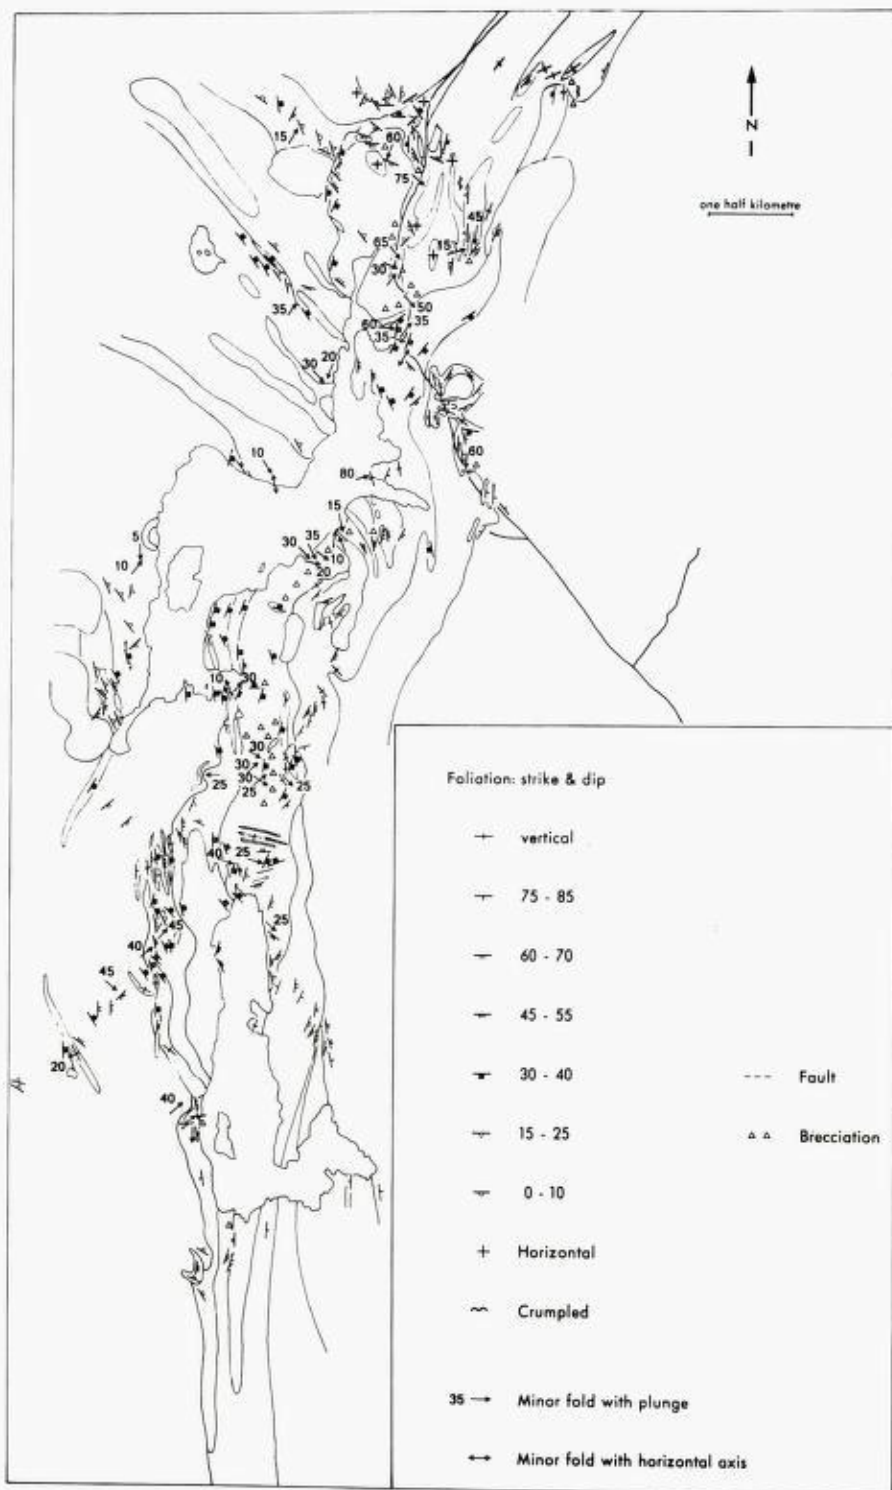 N
one half kilometre
15
60
75
45
15
65
30
50
35
60
35
35
20
30
10
80
60
15
35
30
10
20
5
10
10
30
30
30
30
25
25
25
40
25
25
45
40
45
20
40
Foliation: strike & dip
vertical
75 - 85
60 - 70
45 - 55
30 - 40
15 - 25
0 - 10
Horizontal
Crumpled
35 Minor fold with plunge
Minor fold with horizontal axis
Fault
Brecciation